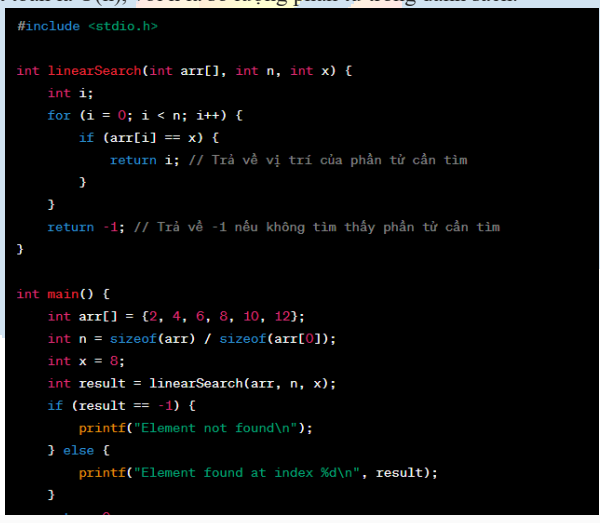 #include <stdio.h>
int linearSearch(int arr[], int n, int x) {
    int i;
    for (i = 0; i < n; i++) {
        if (arr[i] == x) {
            return i; // Trả về vị trí của phần tử cần tìm
        }
    }
    return -1; // Trả về -1 nếu không tìm thấy phần tử cần tìm
}
int main() {
    int arr[] = {2, 4, 6, 8, 10, 12};
    int n = sizeof(arr) / sizeof(arr[0]);
    int x = 8;
    int result = linearSearch(arr, n, x);
    if (result == -1) {
        printf("Element not found\n");
    } else {
        printf("Element found at index %d\n", result);
    }